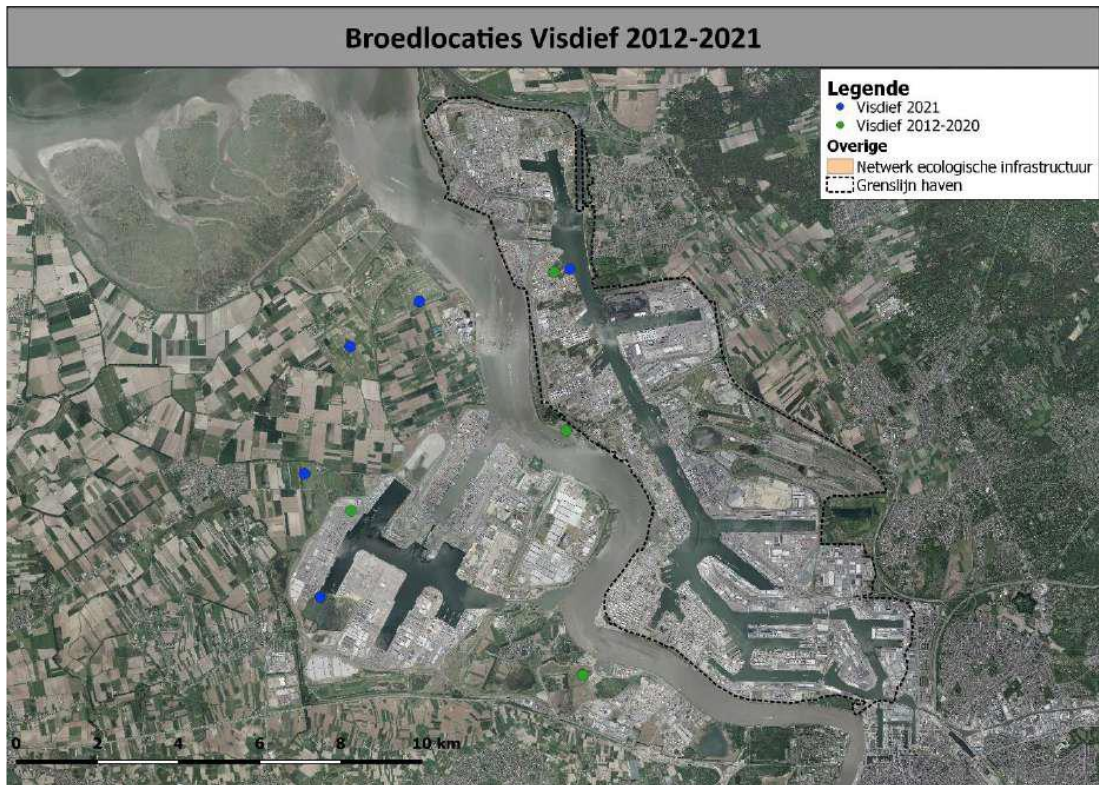 Broedlocaties Visdief 2012-2021
Legende
Visdief 2021
Visdief 2012-2020
Overige
Netwerk ecologische infrastructuur
Grenslijn haven
0 2 4 6 8 10 km